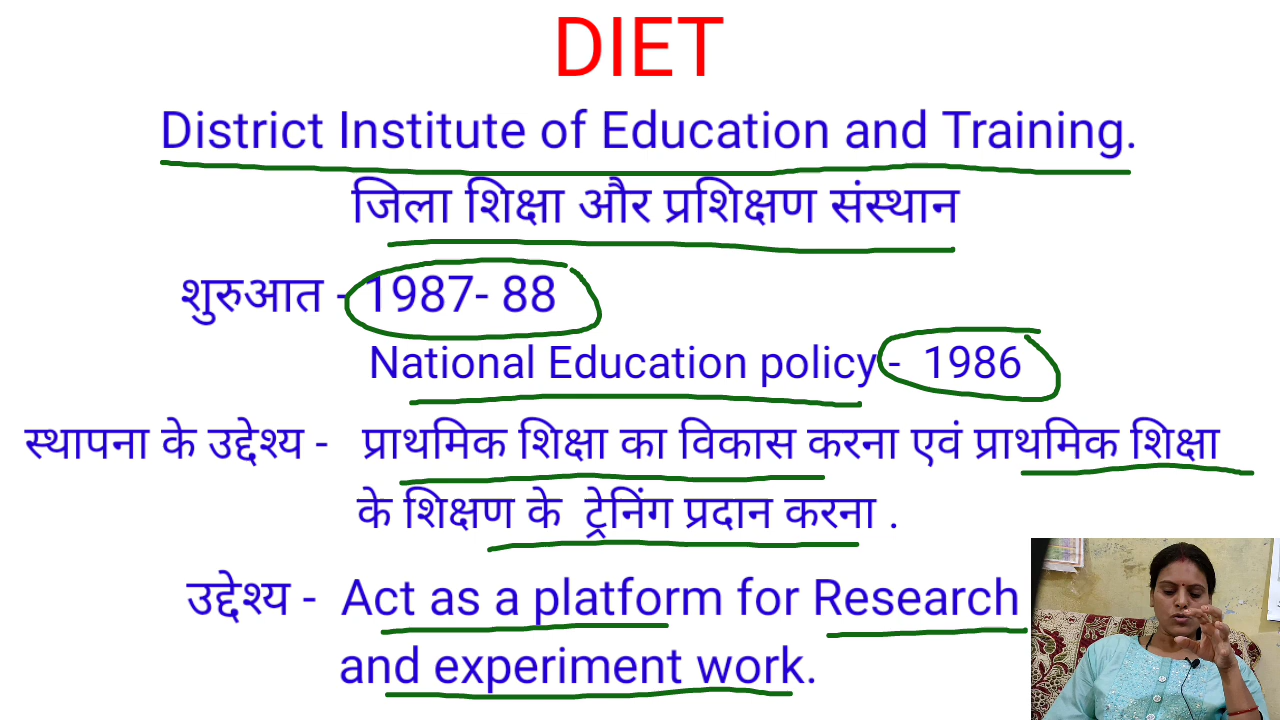 DIET
District Institute of Education and Training.
जिला शिक्षा और प्रशिक्षण संस्थान
शुरुआत - 1987- 88
National Education policy - 1986
स्थापना के उद्देश्य - प्राथमिक शिक्षा का विकास करना एवं प्राथमिक शिक्षा
के शिक्षण के ट्रेनिंग प्रदान करना .
उद्देश्य - Act as a platform for Research
and experiment work.